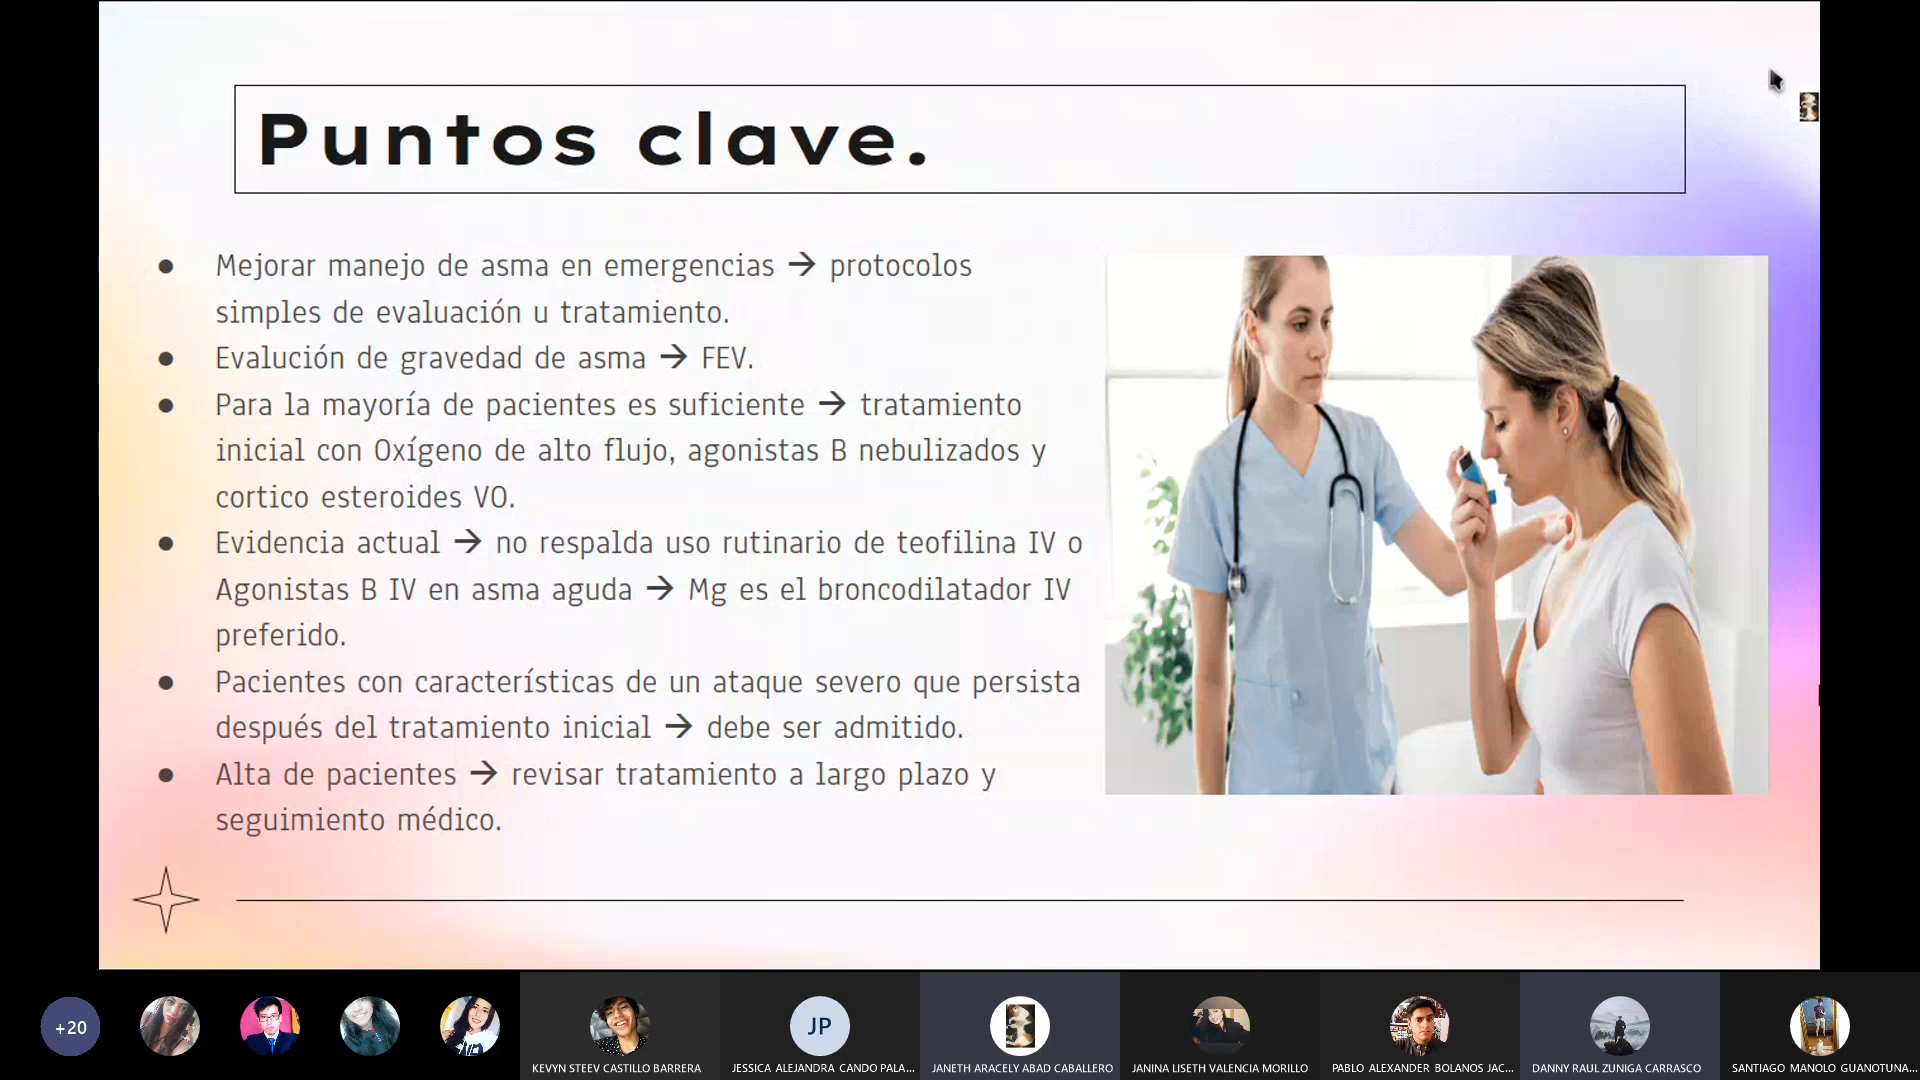 Puntos clave.
● Mejorar manejo de asma en emergencias → protocolos
simples de evaluación u tratamiento.
● Evalución de gravedad de asma → FEV.
● Para la mayoría de pacientes es suficiente → tratamiento
inicial con Oxígeno de alto flujo, agonistas B nebulizados y
cortico esteroides VO.
● Evidencia actual → no respalda uso rutinario de teofilina IV o
Agonistas B IV en asma aguda → Mg es el broncodilatador IV
preferido.
● Pacientes con características de un ataque severo que persista
después del tratamiento inicial → debe ser admitido.
● Alta de pacientes → revisar tratamiento a largo plazo y
seguimiento médico.
+20
JP
KEVYN STEEV CASTILLO BARRERA
JESSICA ALEJANDRA CANDO PALA...
JANETH ARACELY ABAD CABALLERO
JANINA LISETH VALENCIA MORILLO
PABLO ALEXANDER BOLANOS JAC...
DANNY RAUL ZUNIGA CARRASCO
SANTIAGO MANOLO GUANOTUNA...